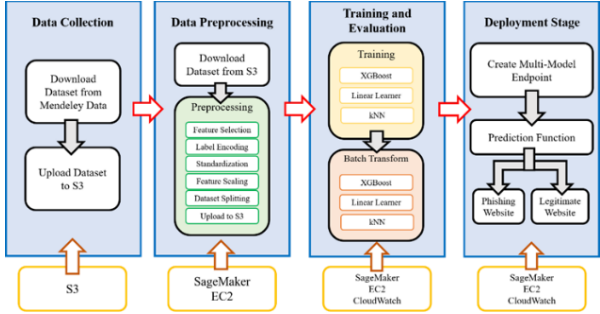 Data Collection
Download
Dataset from
Mendeley Data
Upload Dataset
to S3
S3
Data Preprocessing
Download
Dataset from S3
Preprocessing
Feature Selection
Label Encoding
Standardization
Feature Scaling
Dataset Splitting
Upload to S3
SageMaker
EC2
Training and
Evaluation
Training
XGBoost
Linear Learner
kNN
Batch Transform
XGBoost
Linear Learner
kNN
SageMaker
EC2
CloudWatch
Deployment Stage
Create Multi-Model
Endpoint
Prediction Function
Phishing
Website
Legitimate
Website
SageMaker
EC2
CloudWatch